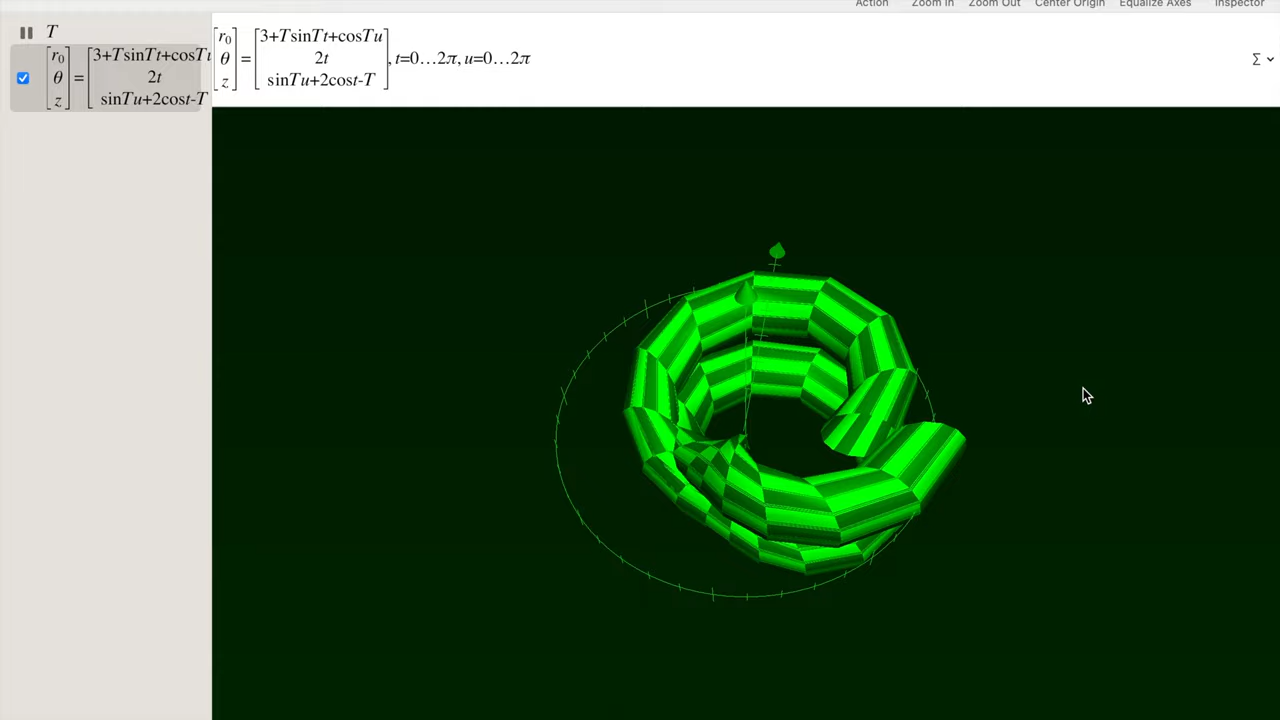 Action Zoom In Zoom Out Center Origin Equalize Axes Inspector
T
r₀ 3+TsinTt+cosTu
θ = 2t
z sinTu+2cost-T
r₀ 3+TsinTt+cosTu
θ = 2t , t=0…2π, u=0…2π
z sinTu+2cost-T
Σ